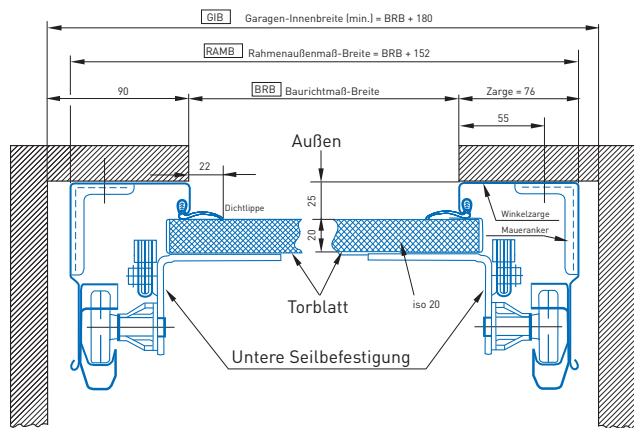 GIB Garagen-Innenbreite (min.) = BRB + 180
RAMB Rahmenaußenmaß-Breite = BRB + 152
90
BRB Baurichtmaß-Breite
Zarge = 76
55
Außen
22
25
Dichtlippe
Winkelzarge
Maueranker
20
Torblatt
iso 20
Untere Seilbefestigung